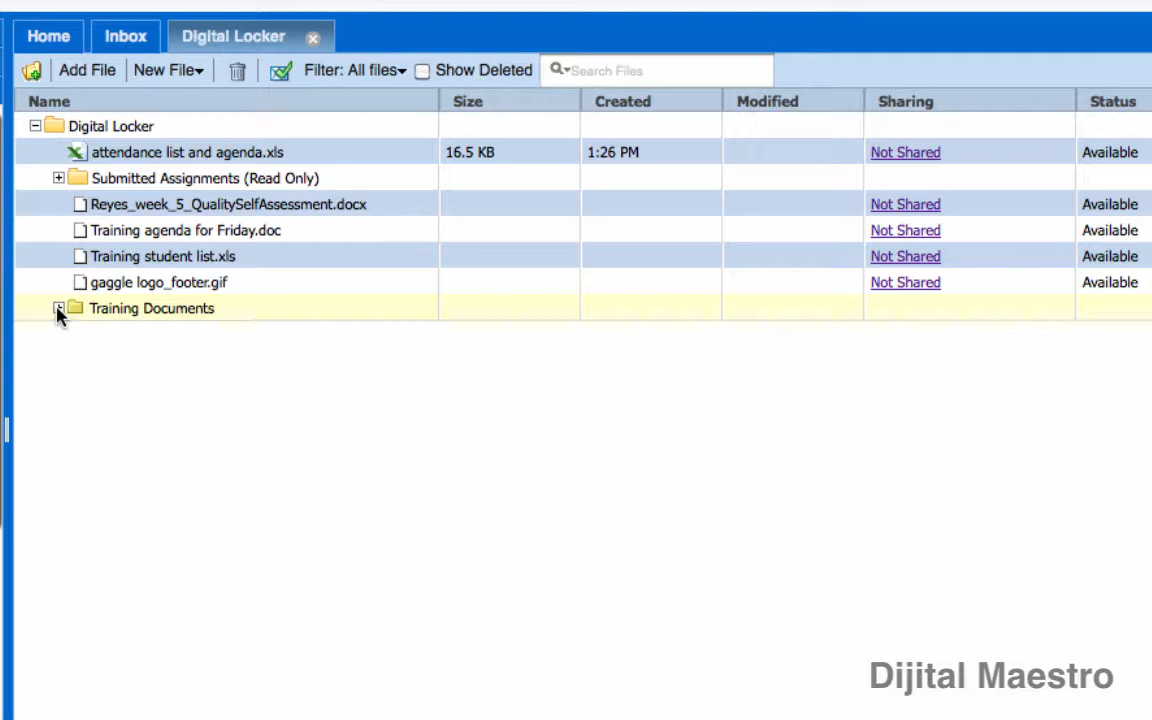 Home Inbox Digital Locker
Add File New File Filter: All files Show Deleted Search Files
Name Size Created Modified Sharing Status
Digital Locker
attendance list and agenda.xls 16.5 KB 1:26 PM Not Shared Available
Submitted Assignments (Read Only)
Reyes_week_5_QualitySelfAssessment.docx Not Shared Available
Training agenda for Friday.doc Not Shared Available
Training student list.xls Not Shared Available
gaggle logo_footer.gif Not Shared Available
Training Documents
Dijital Maestro